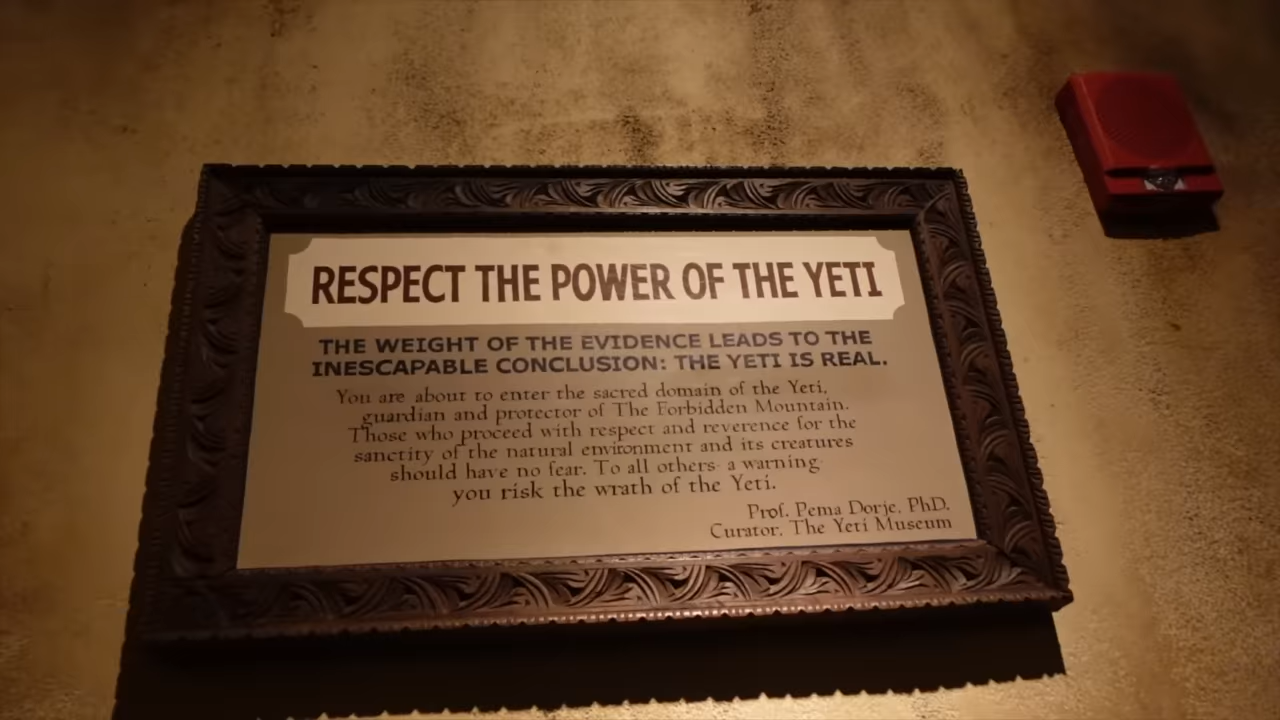 RESPECT THE POWER OF THE YETI
THE WEIGHT OF THE EVIDENCE LEADS TO THE
INESCAPABLE CONCLUSION: THE YETI IS REAL.
You are about to enter the sacred domain of the Yeti,
guardian and protector of The Forbidden Mountain.
Those who proceed with respect and reverence for the
sanctity of the natural environment and its creatures
should have no fear. To all others- a warning-
you risk the wrath of the Yeti.
Prof. Pema Dorje, PhD.
Curator, The Yeti Museum